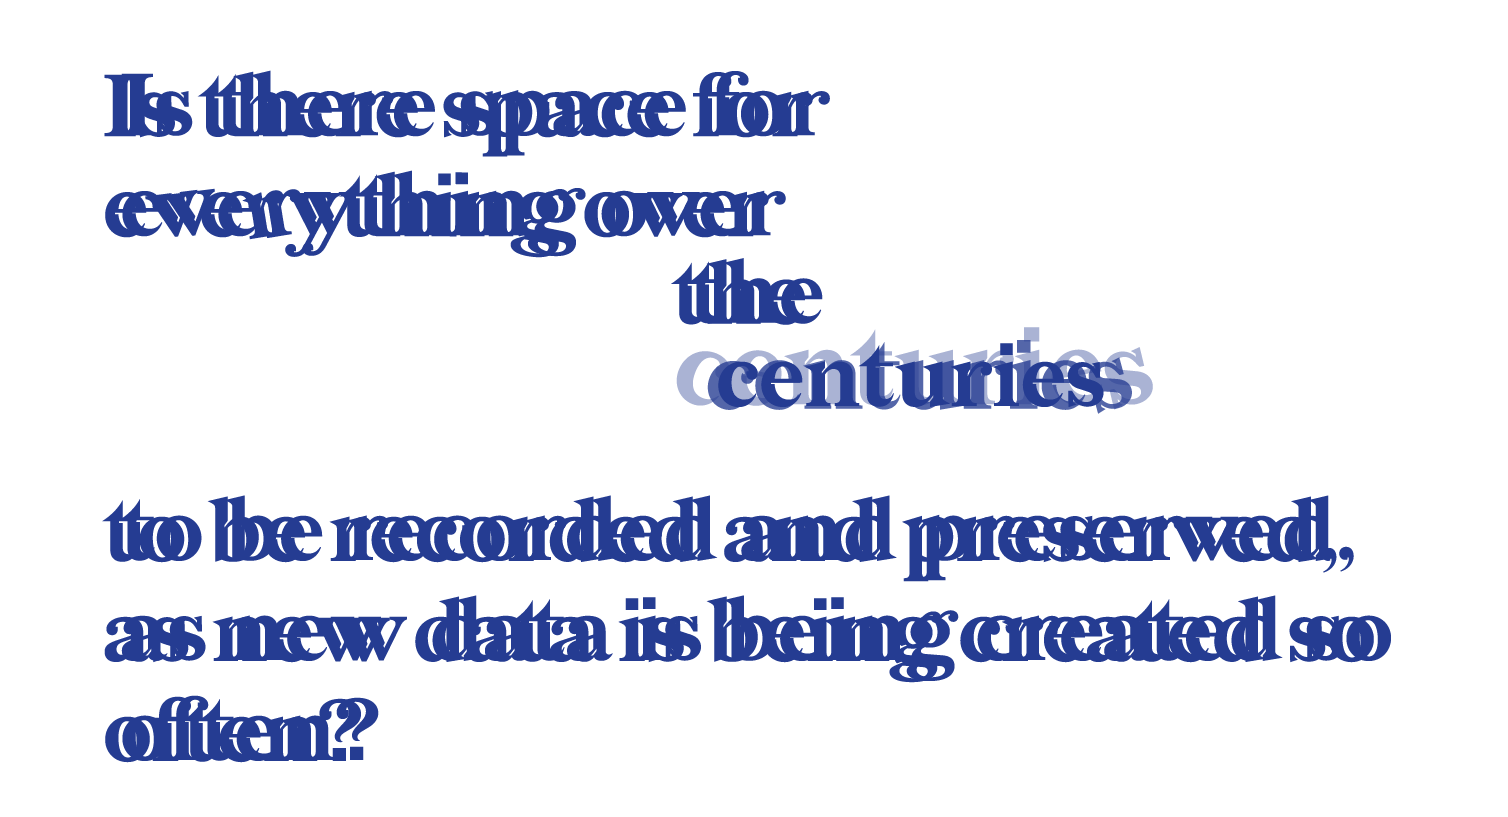 Is there space for
everything over
the
centuries
to be recorded and preserved,
as new data is being created so
often?